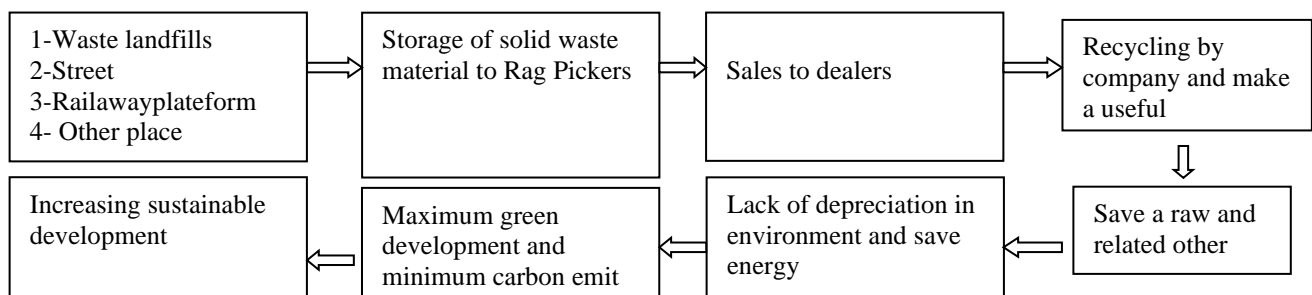 1-Waste landfills
2-Street
3-Railawayplateform
4- Other place
Storage of solid waste
material to Rag Pickers
Sales to dealers
Recycling by
company and make
a useful
Save a raw and
related other
Lack of depreciation in
environment and save
energy
Maximum green
development and
minimum carbon emit
Increasing sustainable
development